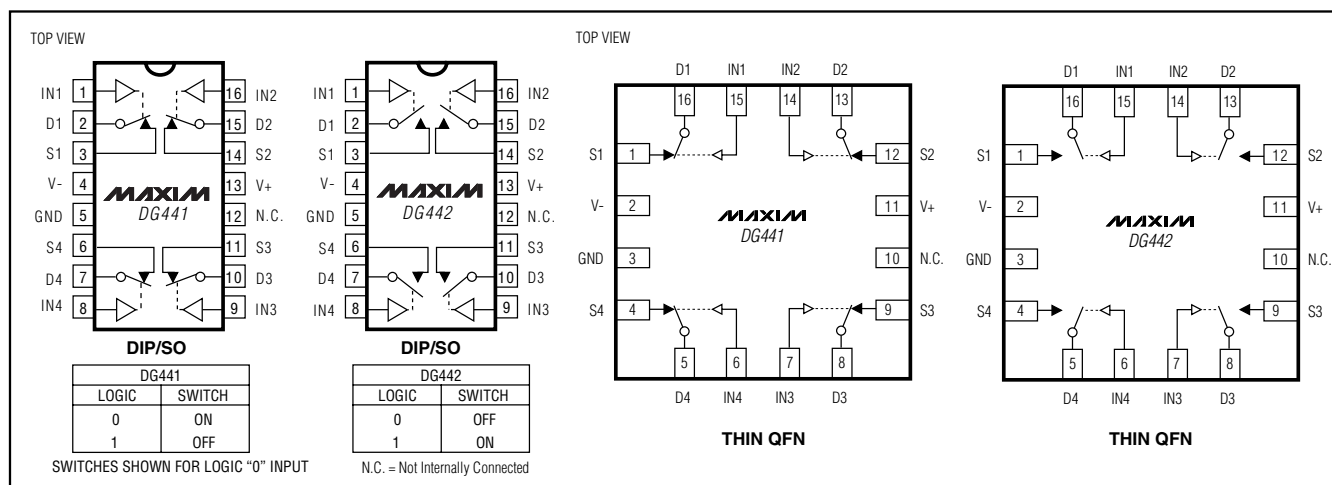 TOP VIEW
IN1 1 16 IN2
D1 2 15 D2
S1 3 14 S2
V- 4 13 V+
GND 5 12 N.C.
S4 6 11 S3
D4 7 10 D3
IN4 8 9 IN3
MAXIM
DG441
DIP/SO
DG441
LOGIC SWITCH
0 ON
1 OFF
SWITCHES SHOWN FOR LOGIC "0" INPUT
IN1 1 16 IN2
D1 2 15 D2
S1 3 14 S2
V- 4 13 V+
GND 5 12 N.C.
S4 6 11 S3
D4 7 10 D3
IN4 8 9 IN3
MAXIM
DG442
DIP/SO
DG442
LOGIC SWITCH
0 OFF
1 ON
N.C. = Not Internally Connected
TOP VIEW
D1 IN1 IN2 D2
16 15 14 13
S1 1 12 S2
V- 2 11 V+
MAXIM
DG441
GND 3 10 N.C.
S4 4 9 S3
5 6 7 8
D4 IN4 IN3 D3
THIN QFN
D1 IN1 IN2 D2
16 15 14 13
S1 1 12 S2
V- 2 11 V+
MAXIM
DG442
GND 3 10 N.C.
S4 4 9 S3
5 6 7 8
D4 IN4 IN3 D3
THIN QFN